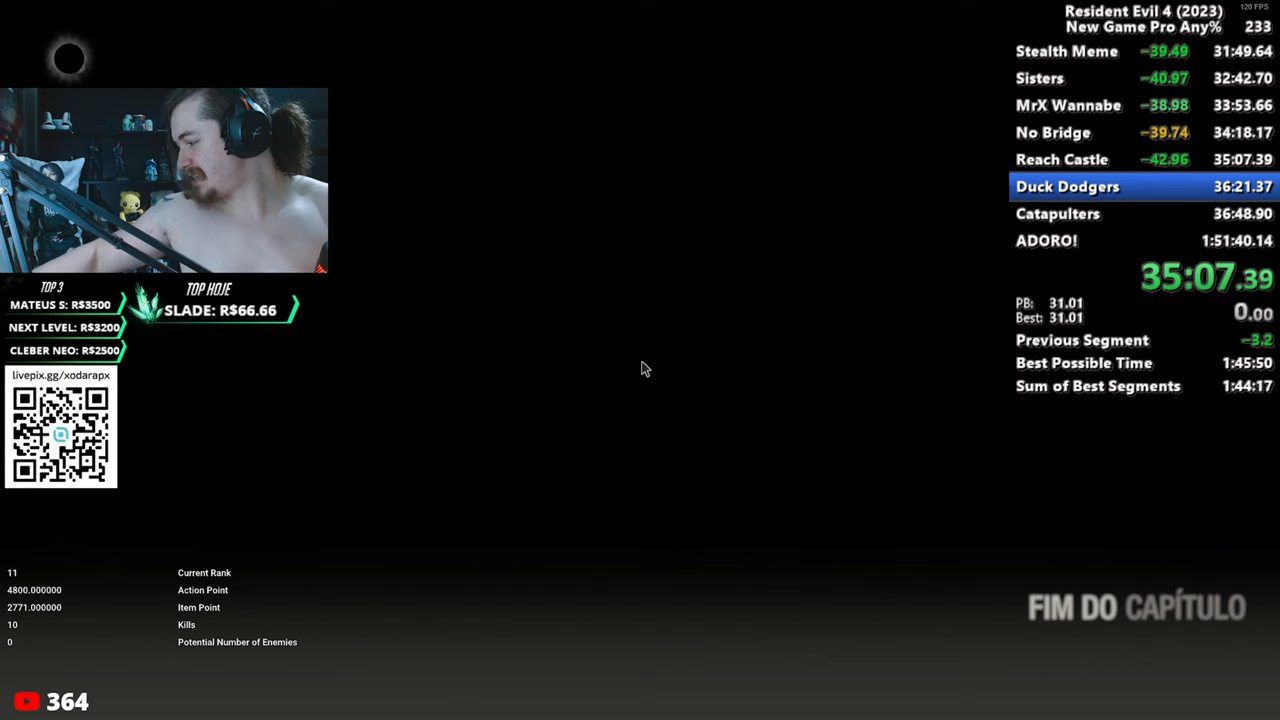 120 FPS
Resident Evil 4 (2023)
New Game Pro Any% 233
Stealth Meme -39.49 31:49.64
Sisters -40.97 32:42.70
MrX Wannabe -38.98 33:53.66
No Bridge -39.74 34:18.17
Reach Castle -42.96 35:07.39
Duck Dodgers 36:21.37
Catapulters 36:48.90
ADORO! 1:51:40.14
35:07.39
PB: 31.01
Best: 31.01
0.00
Previous Segment -3.2
Best Possible Time 1:45:50
Sum of Best Segments 1:44:17
TOP 3
MATEUS S: R$3500
NEXT LEVEL: R$3200
CLEBER NEO: R$2500
TOP HOJE
SLADE: R$66.66
livepix.gg/xodarapx
11 Current Rank
4800.000000 Action Point
2771.000000 Item Point
10 Kills
0 Potential Number of Enemies
FIM DO CAPÍTULO
364